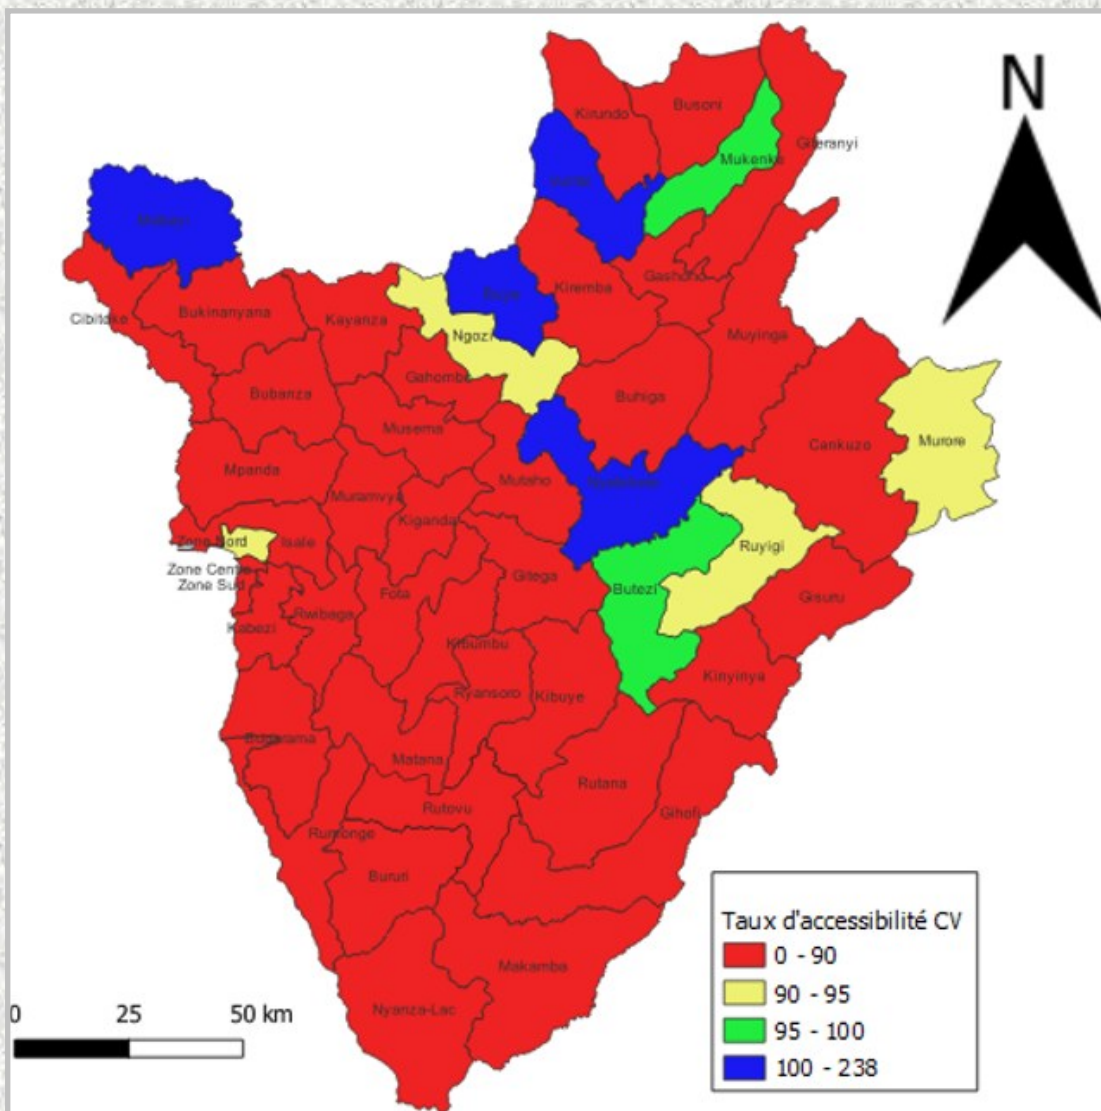 N
Kirundo
Busoni
Giteranyi
Mukenke
Gashoho
Kiremba
Cibitoke
Bukinanyana
Kayanza
Ngozi
Muyinga
Gahombo
Bubanza
Buhiga
Musema
Cankuzo
Murore
Mpanda
Mutaho
Muramvya
Kiganda
Zone Nord
Isale
Ruyigi
Zone Centre
Zone Sud
Gitega
Butezi
Fota
Gisuru
Rwibaga
Kabezi
Kibumbu
Kinyinya
Ryansoro
Kibuye
Bugarama
Matana
Rutana
Rutovu
Gihofi
Rumonge
Bururi
Makamba
Nyanza-Lac
Taux d'accessibilité CV
0 - 90
90 - 95
95 - 100
100 - 238
0 25 50 km